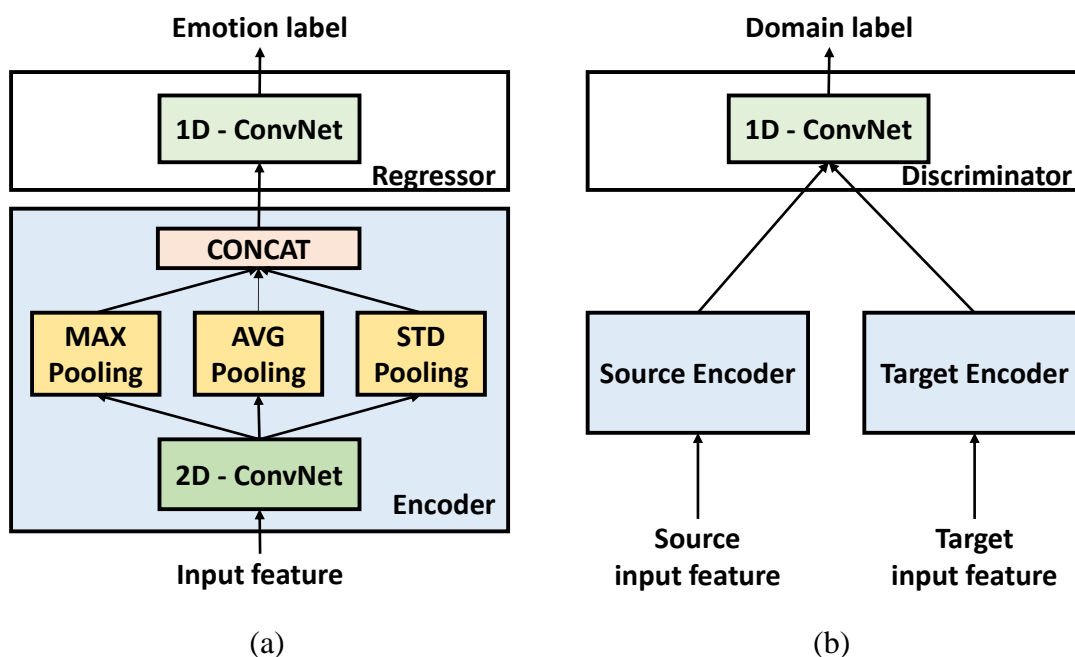 Emotion label
1D - ConvNet
Regressor
CONCAT
MAX
Pooling
AVG
Pooling
STD
Pooling
2D - ConvNet
Encoder
Input feature
(a)
Domain label
1D - ConvNet
Discriminator
Source Encoder
Target Encoder
Source
input feature
Target
input feature
(b)